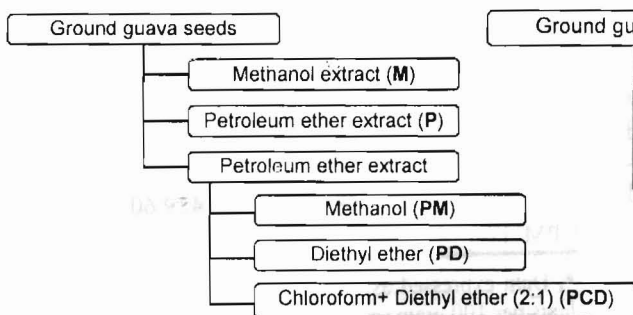 Ground guava seeds
Ground gu
Methanol extract (M)
Petroleum ether extract (P)
Petroleum ether extract
Methanol (PM)
Diethyl ether (PD)
Chloroform+ Diethyl ether (2:1) (PCD)